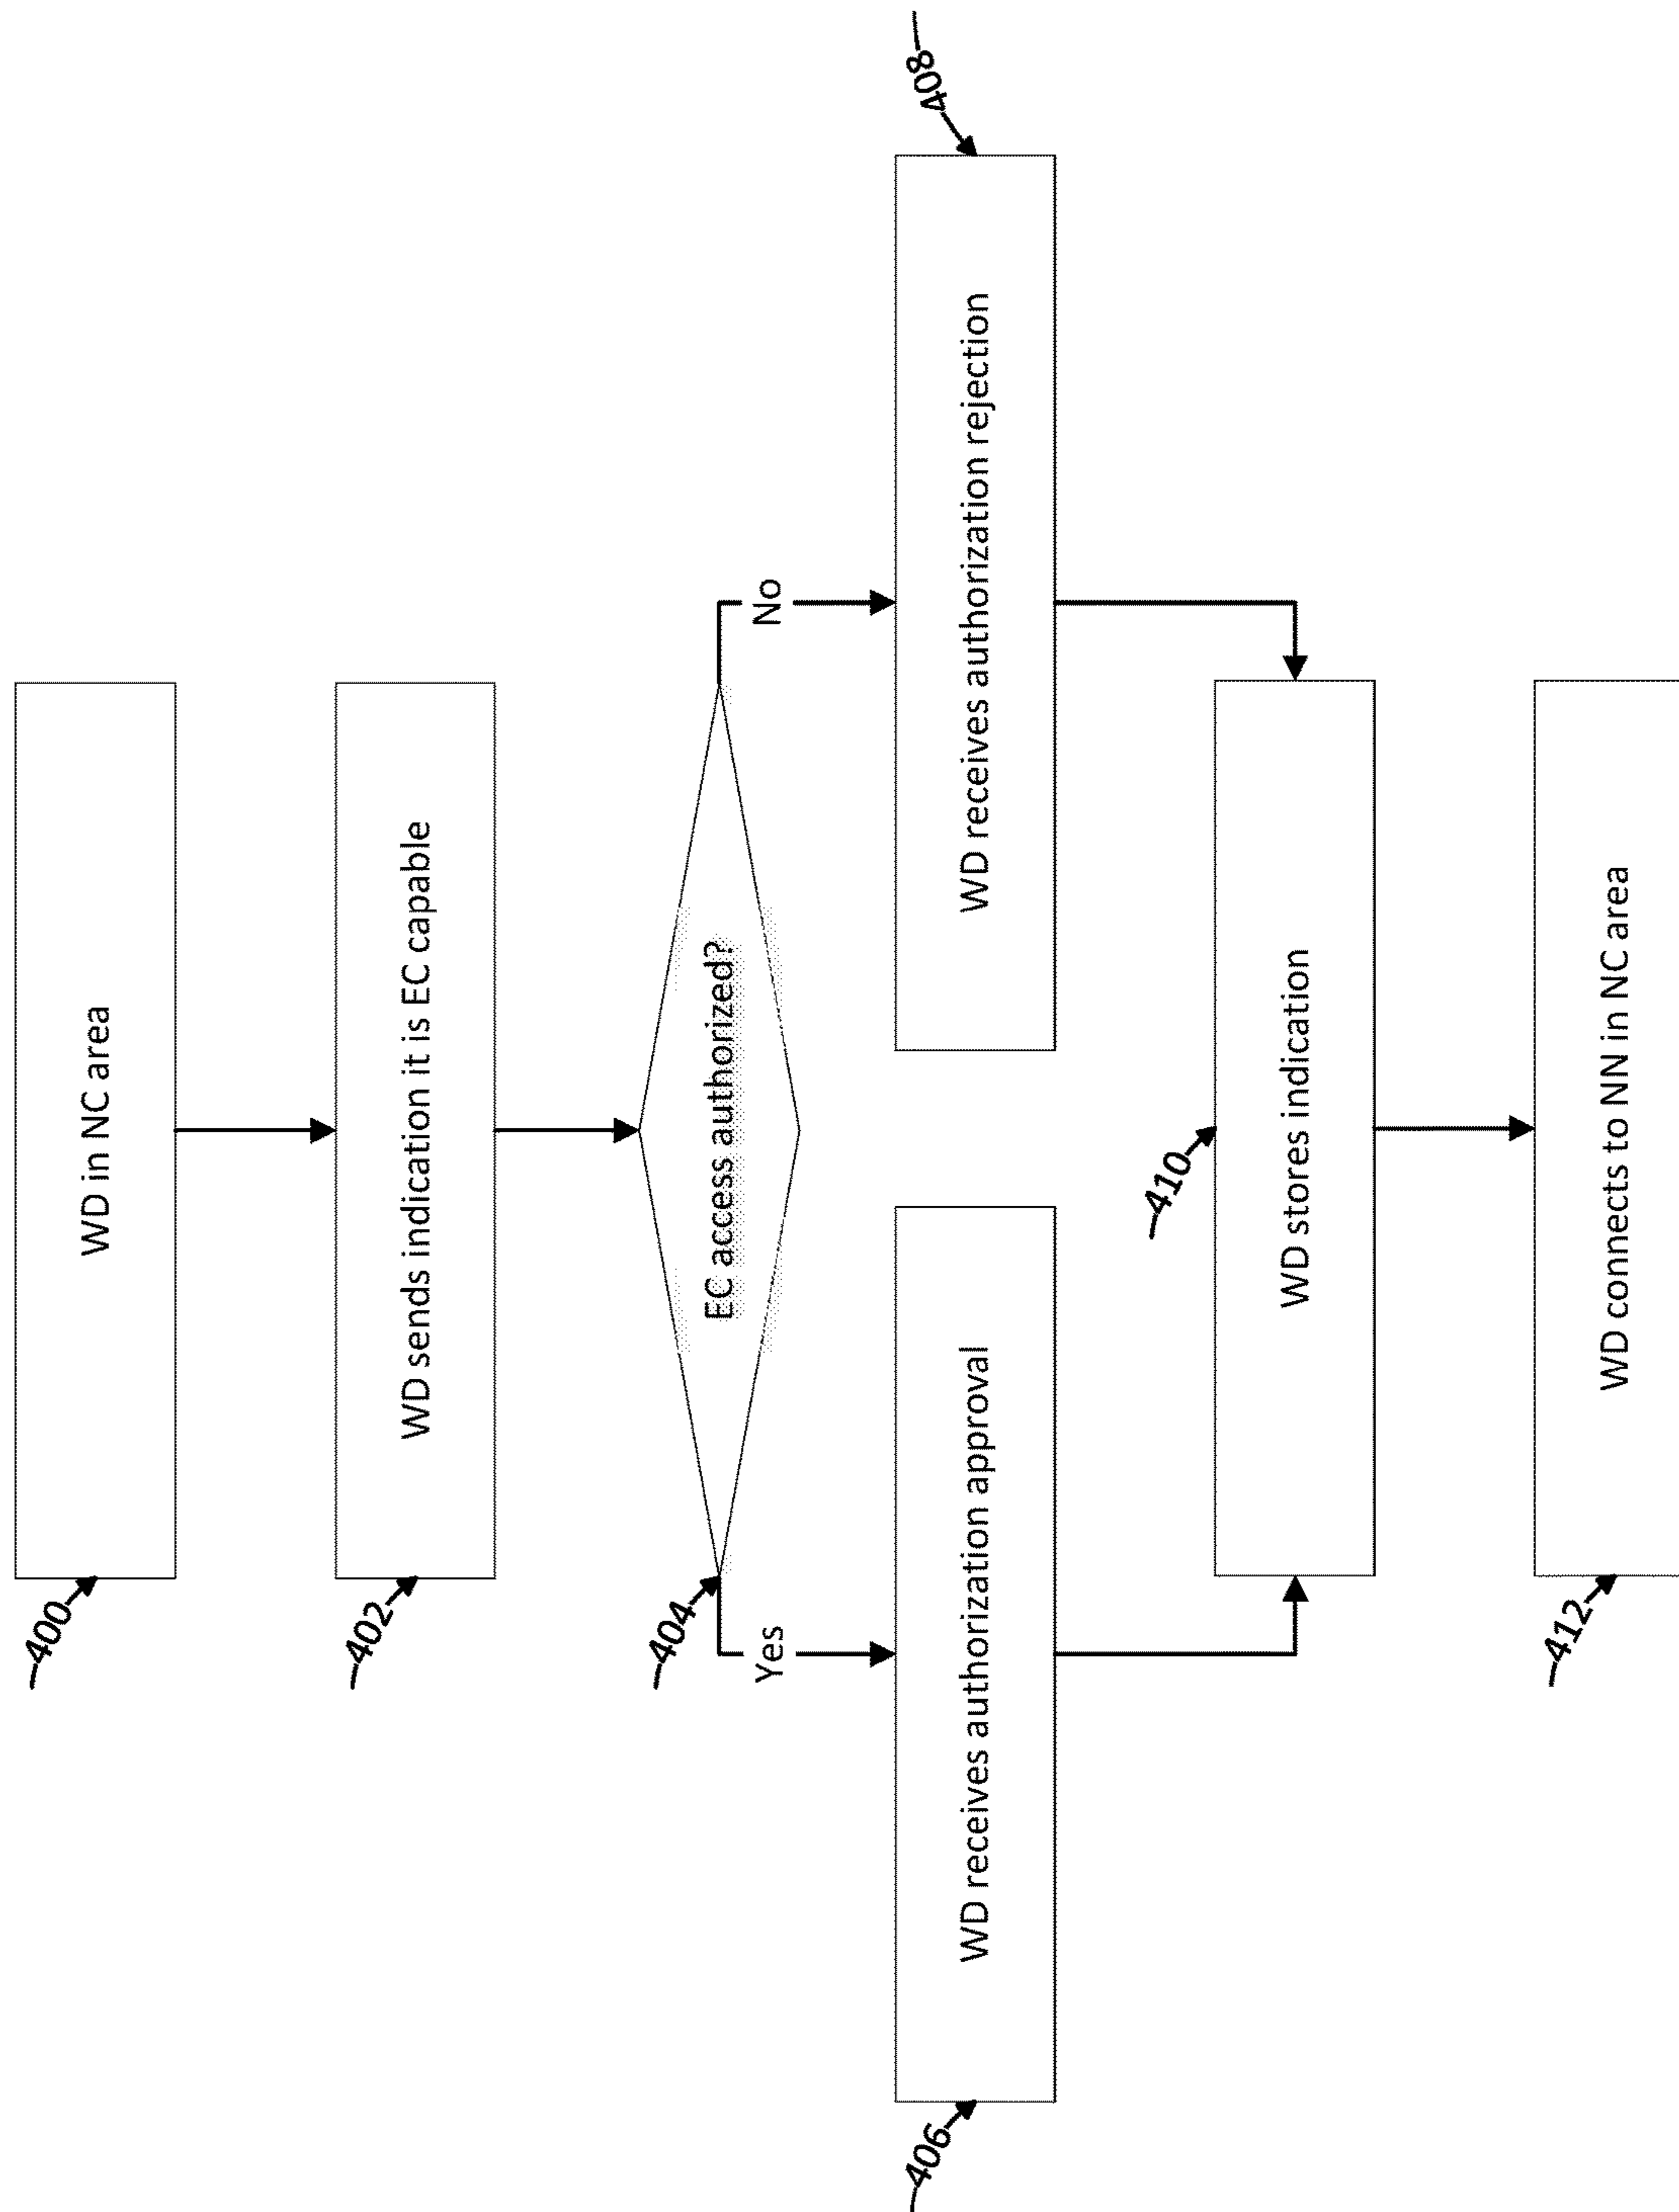 400
WD in NC area
402
WD sends indication it is EC capable
404
EC access authorized?
Yes
No
406
WD receives authorization approval
408
WD receives authorization rejection
410
WD stores indication
412
WD connects to NN in NC area